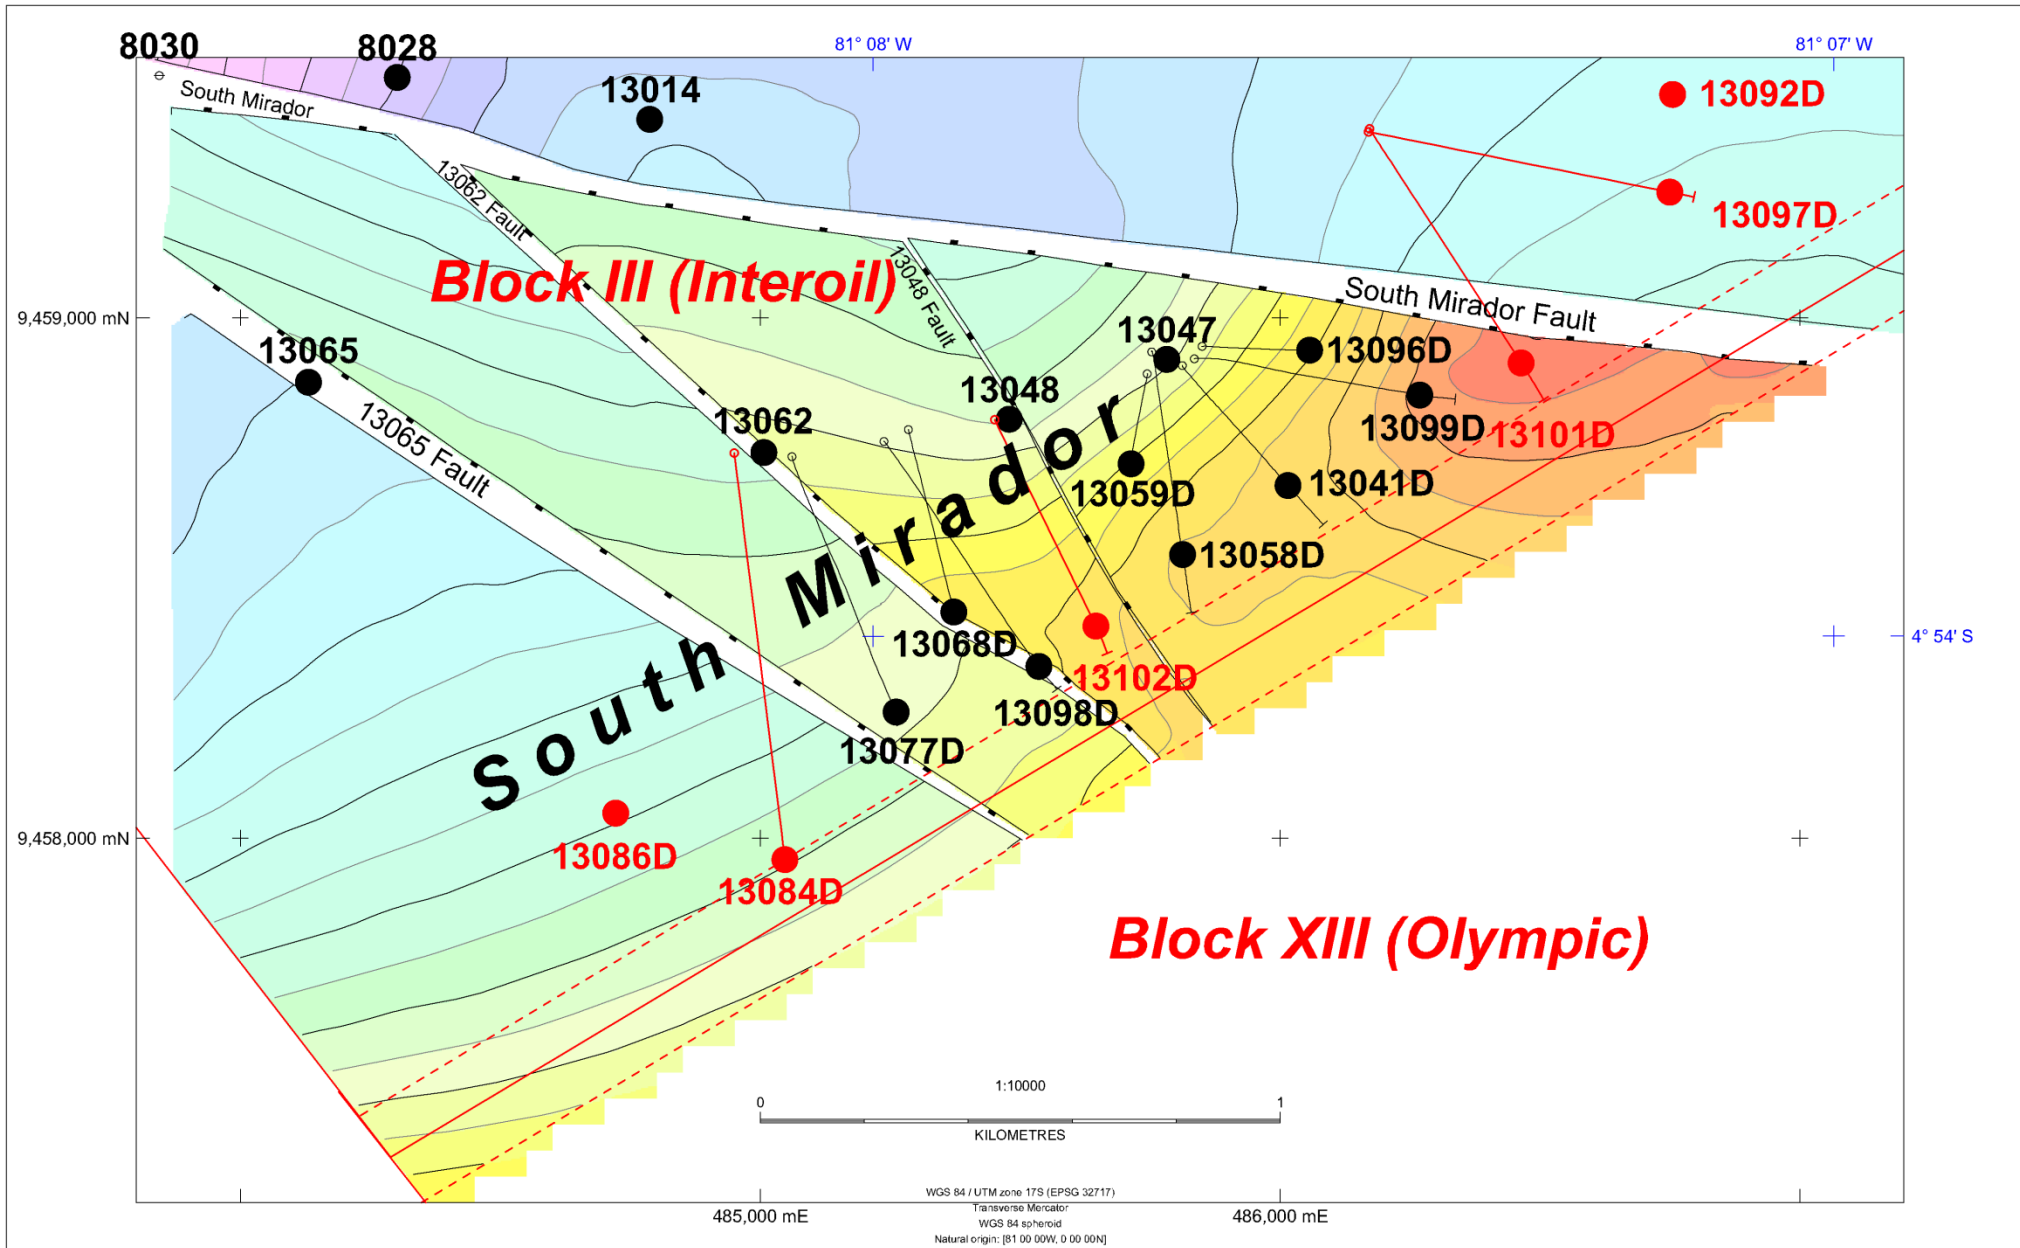 8030
8028
81° 08' W
81° 07' W
13014
13092D
South Mirador
13062 Fault
13097D
Block III (Interoil)
13048 Fault
South Mirador Fault
9,459,000 mN
13065
13047
13096D
13048
13062
13099D
13101D
13065 Fault
13059D
13041D
13058D
South Mirador
13068D
4° 54' S
13102D
13098D
13077D
9,458,000 mN
13086D
13084D
Block XIII (Olympic)
1:10000
0
1
KILOMETRES
WGS 84 / UTM zone 17S (EPSG 32717)
Transverse Mercator
WGS 84 spheroid
Natural origin: [81 00 00W, 0 00 00N]
485,000 mE
486,000 mE